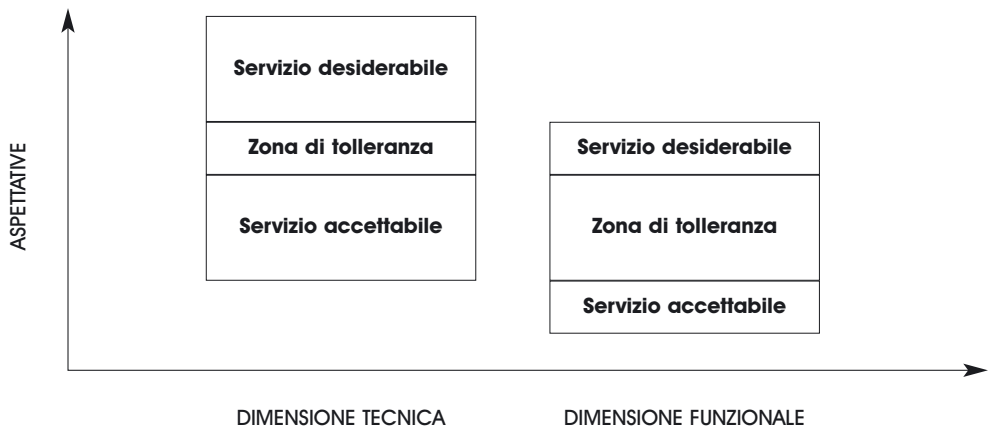 ASPETTATIVE
Servizio desiderabile
Zona di tolleranza
Servizio accettabile
Servizio desiderabile
Zona di tolleranza
Servizio accettabile
DIMENSIONE TECNICA
DIMENSIONE FUNZIONALE